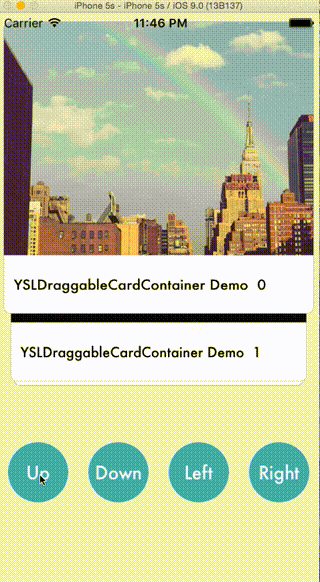 iPhone 5s - iPhone 5s / iOS 9.0 (13B137)
Carrier 11:46 PM
YSLDraggableCardContainer Demo 0
YSLDraggableCardContainer Demo 1
Up Down Left Right